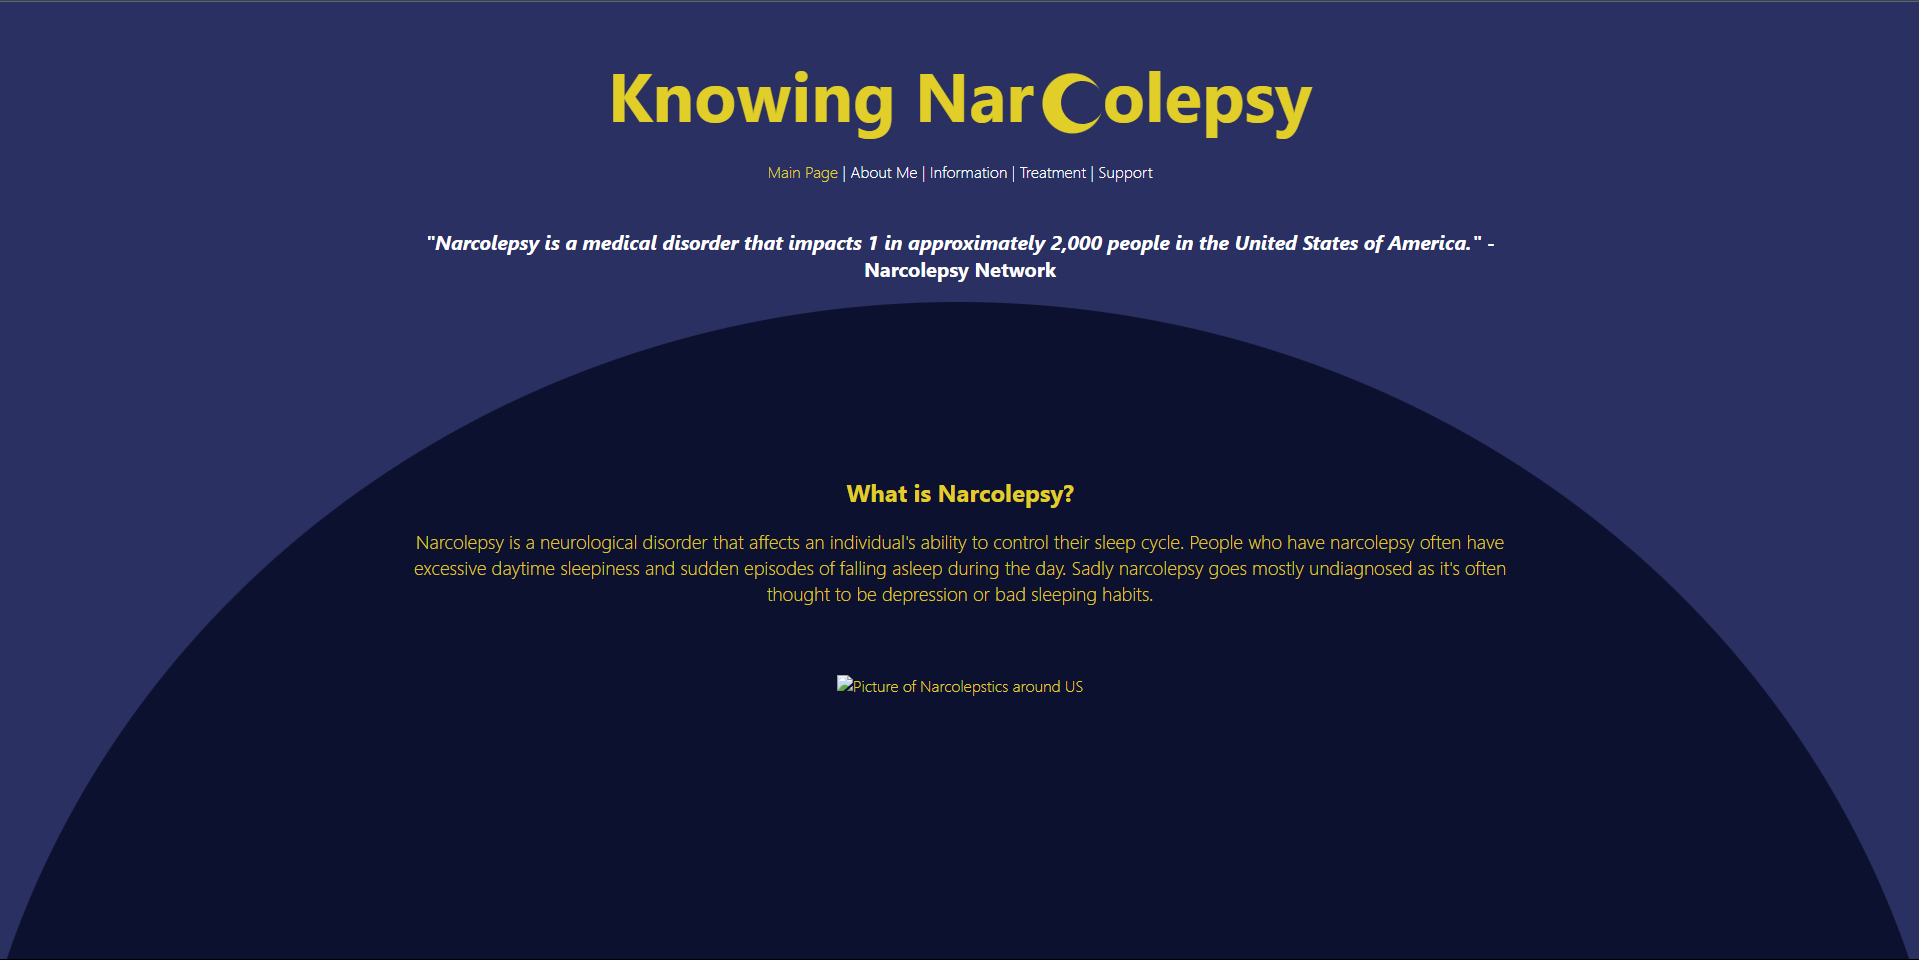 Knowing Narcolepsy
Main Page | About Me | Information | Treatment | Support
"Narcolepsy is a medical disorder that impacts 1 in approximately 2,000 people in the United States of America." -
Narcolepsy Network
What is Narcolepsy?
Narcolepsy is a neurological disorder that affects an individual's ability to control their sleep cycle. People who have narcolepsy often have
excessive daytime sleepiness and sudden episodes of falling asleep during the day. Sadly narcolepsy goes mostly undiagnosed as it's often
thought to be depression or bad sleeping habits.
Picture of Narcolepstics around US